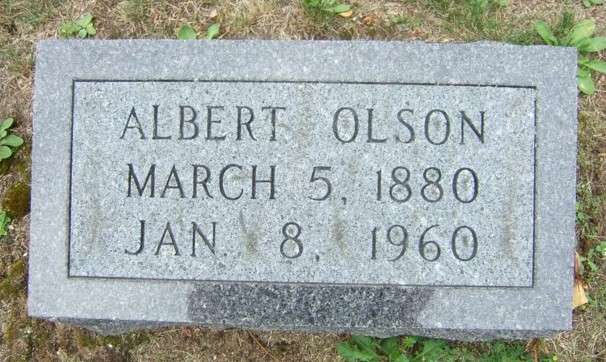 ALBERT OLSON
MARCH 5, 1880
JAN. 8, 1960